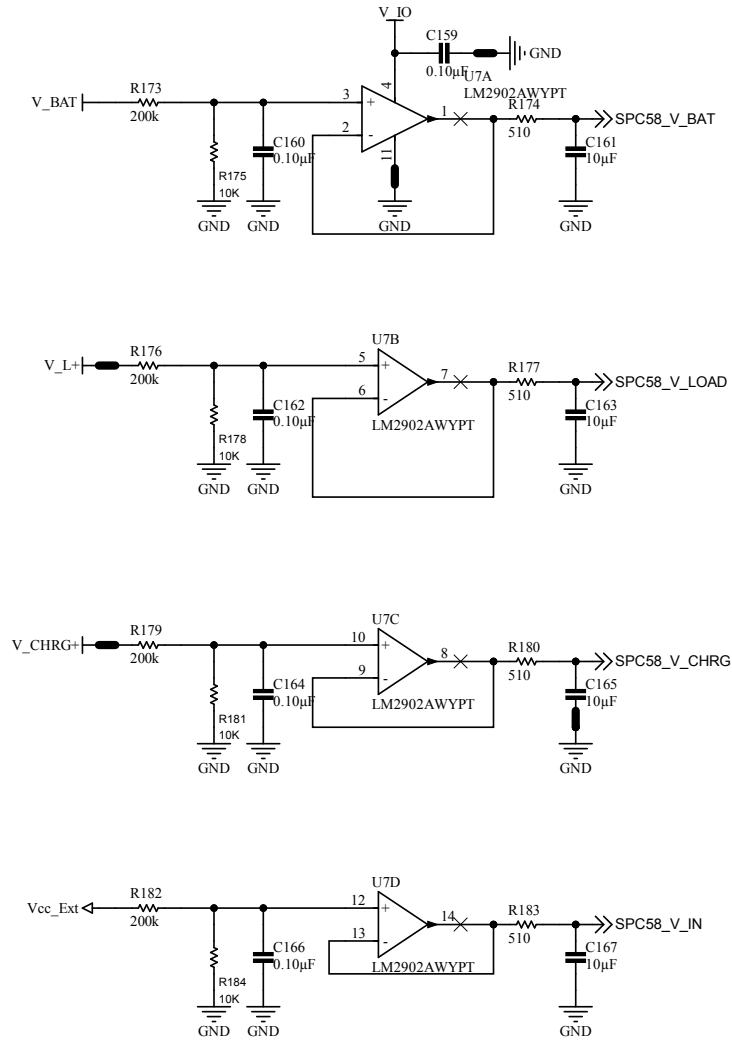 V_IO
C159
0.10µF
GND
U7A
LM2902AWYPT
V_BAT
R173
200k
3
+
4
1
2
-
11
R174
510
SPC58_V_BAT
R175
10K
C160
0.10µF
C161
10µF
GND
GND
GND
GND
U7B
V_L+
R176
200k
5
+
7
6
-
R177
510
SPC58_V_LOAD
R178
10K
C162
0.10µF
LM2902AWYPT
C163
10µF
GND
GND
GND
U7C
V_CHRG+
R179
200k
10
+
8
9
-
R180
510
SPC58_V_CHRG
R181
10K
C164
0.10µF
LM2902AWYPT
C165
10µF
GND
GND
GND
U7D
Vcc_Ext
R182
200k
12
+
14
13
-
R183
510
SPC58_V_IN
R184
10K
C166
0.10µF
LM2902AWYPT
C167
10µF
GND
GND
GND